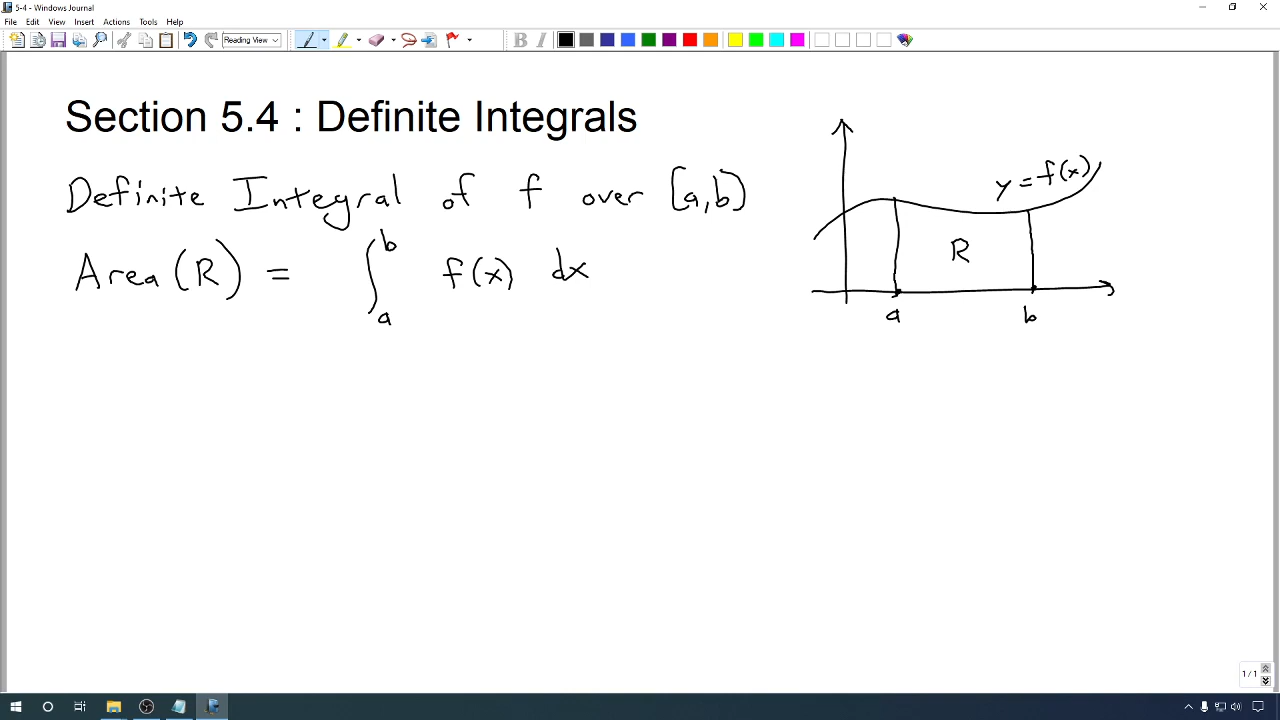 5-4 - Windows Journal
File Edit View Insert Actions Tools Help
Reading View
Section 5.4 : Definite Integrals
Definite Integral of f over [a,b]
Area(R) = ∫_a^b f(x) dx
y = f(x)
R
a b
1/1